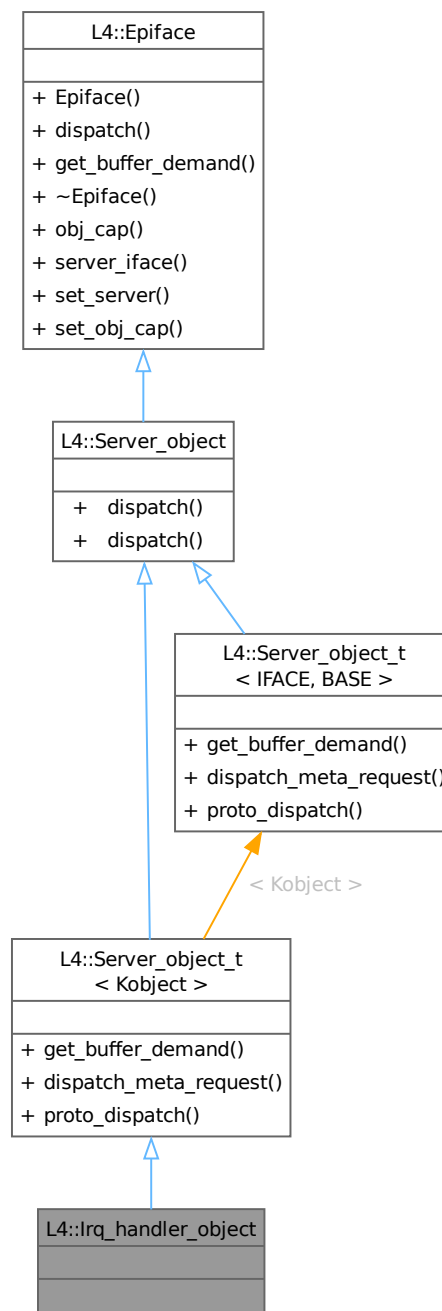 L4::Epiface
+ Epiface()
+ dispatch()
+ get_buffer_demand()
+ ~Epiface()
+ obj_cap()
+ server_iface()
+ set_server()
+ set_obj_cap()
L4::Server_object
+ dispatch()
+ dispatch()
L4::Server_object_t
< IFACE, BASE >
+ get_buffer_demand()
+ dispatch_meta_request()
+ proto_dispatch()
< Kobject >
L4::Server_object_t
< Kobject >
+ get_buffer_demand()
+ dispatch_meta_request()
+ proto_dispatch()
L4::Irq_handler_object